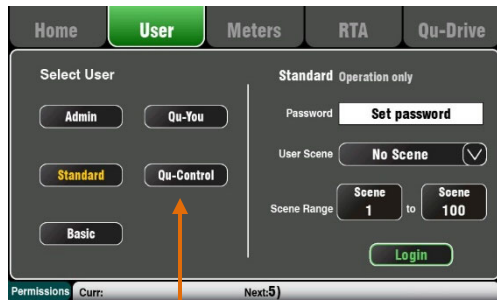 Home User Meters RTA Qu-Drive
Select User
Admin Qu-You
Standard Qu-Control
Basic
Standard Operation only
Password Set password
User Scene No Scene
Scene Range Scene 1 to Scene 100
Login
Permissions Curr: Next:5)